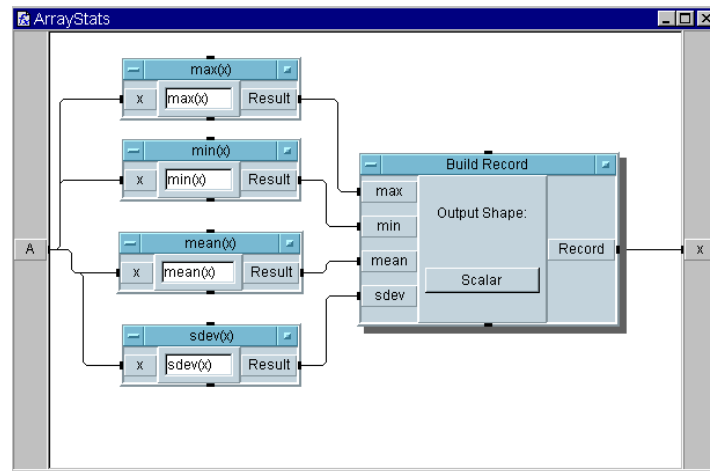 ArrayStats
max(x)
x max(x) Result
min(x)
x min(x) Result
mean(x)
x mean(x) Result
sdev(x)
x sdev(x) Result
A
Build Record
max
min
mean
sdev
Output Shape:
Scalar
Record
x